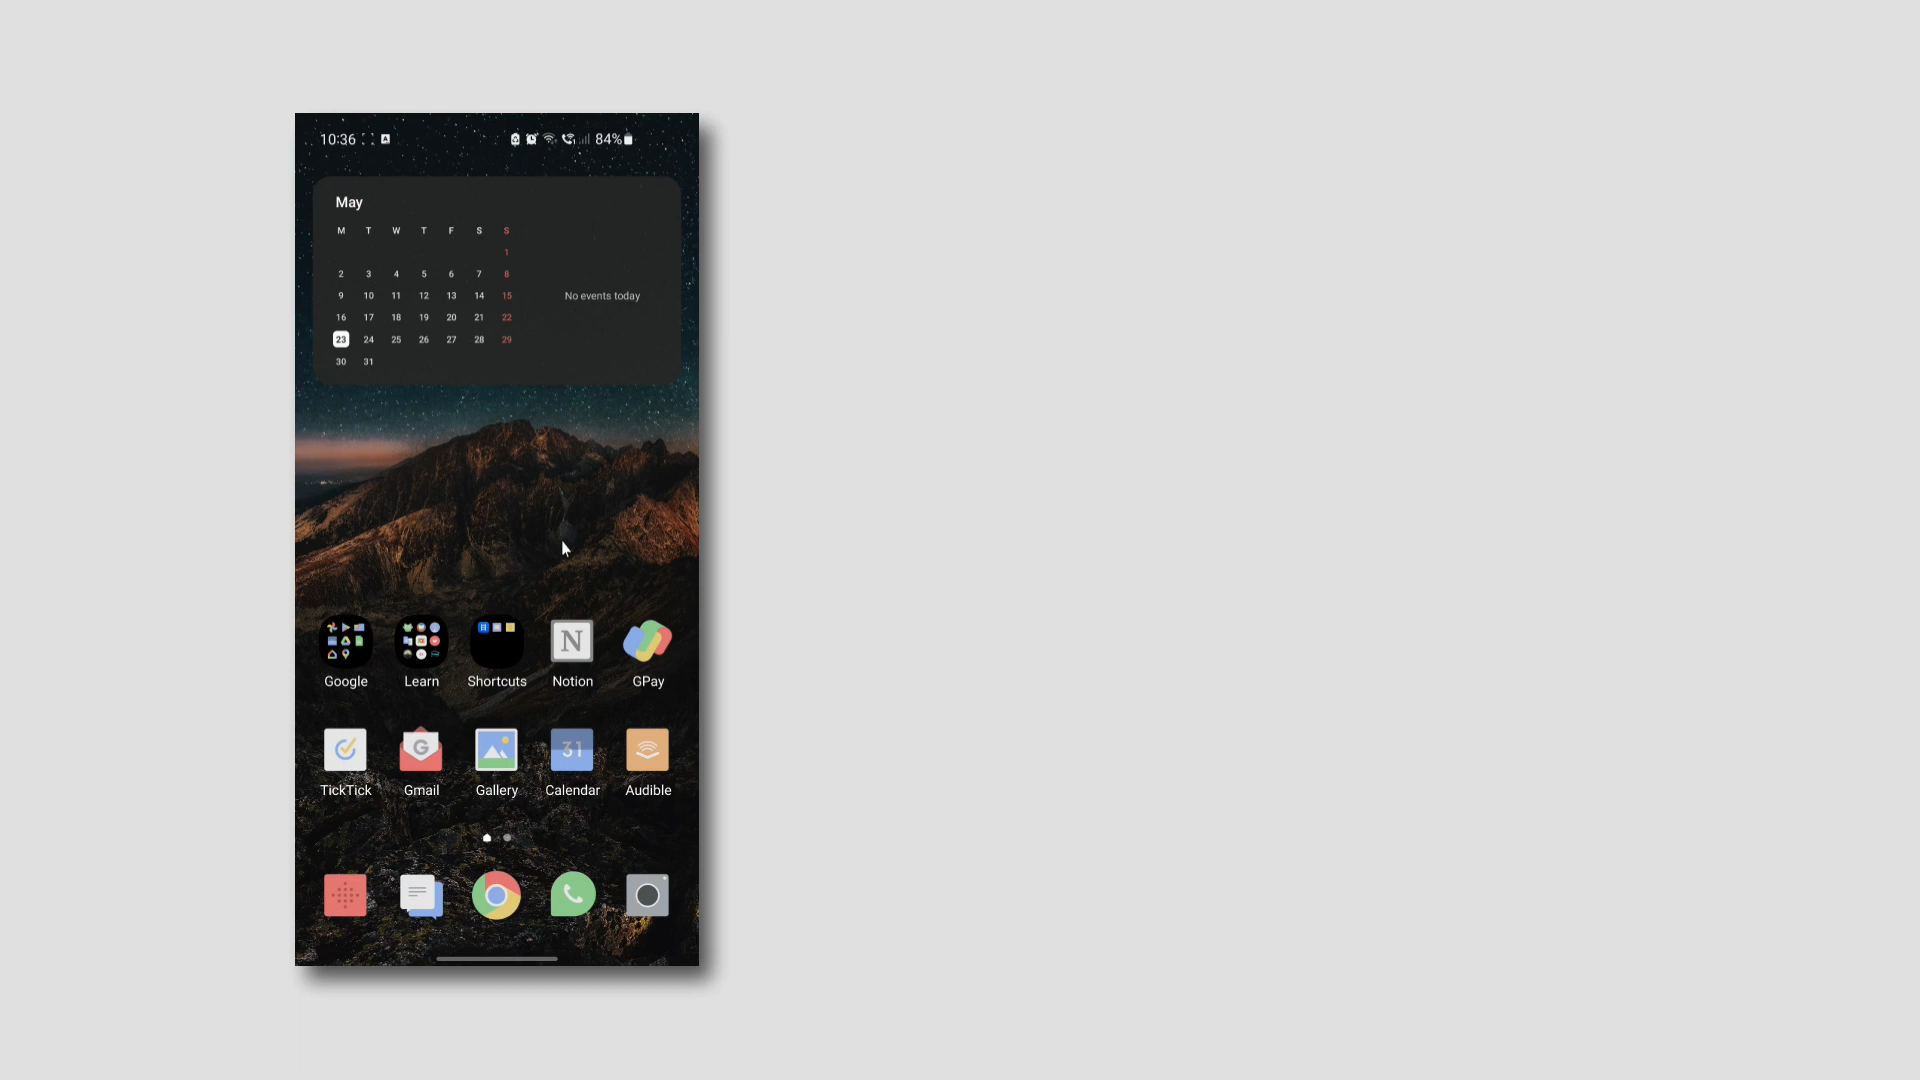 10:36 84%
May
M T W T F S S
1
2 3 4 5 6 7 8
9 10 11 12 13 14 15
No events today
16 17 18 19 20 21 22
23 24 25 26 27 28 29
30 31
N
Google Learn Shortcuts Notion GPay
G 31
TickTick Gmail Gallery Calendar Audible